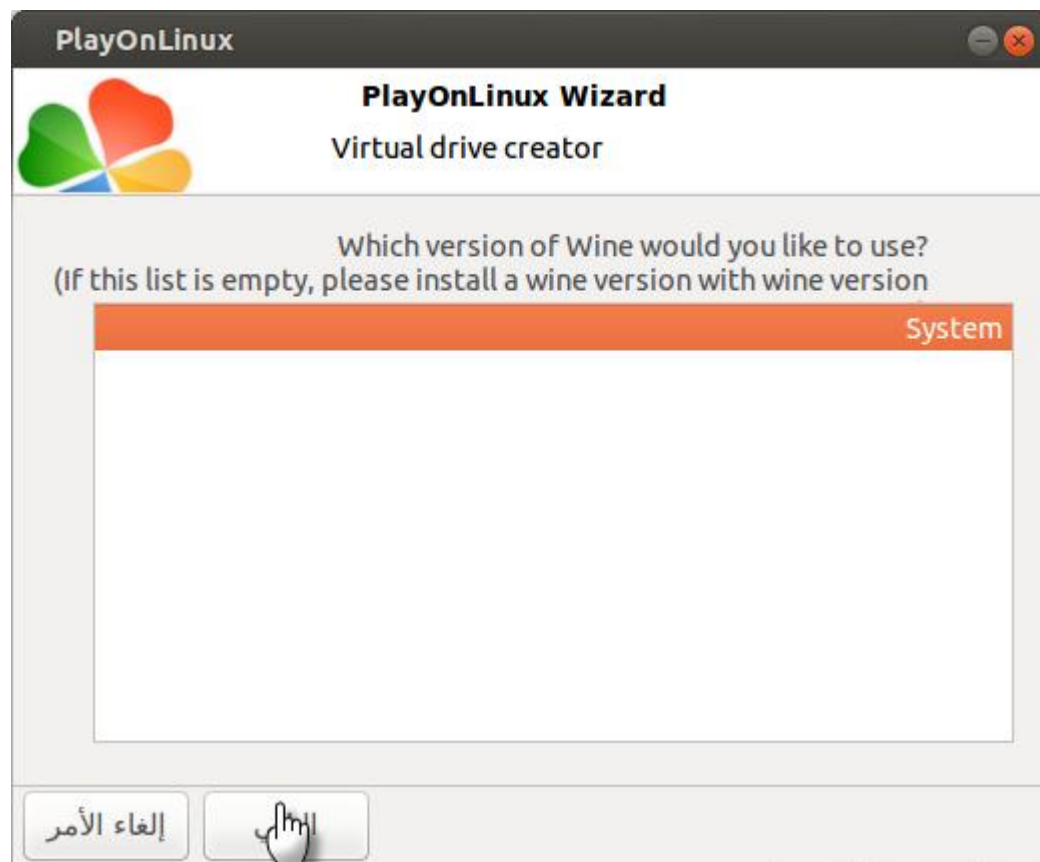 PlayOnLinux
PlayOnLinux Wizard
Virtual drive creator
Which version of Wine would you like to use?
(If this list is empty, please install a wine version with wine version
System
إلغاء الأمر